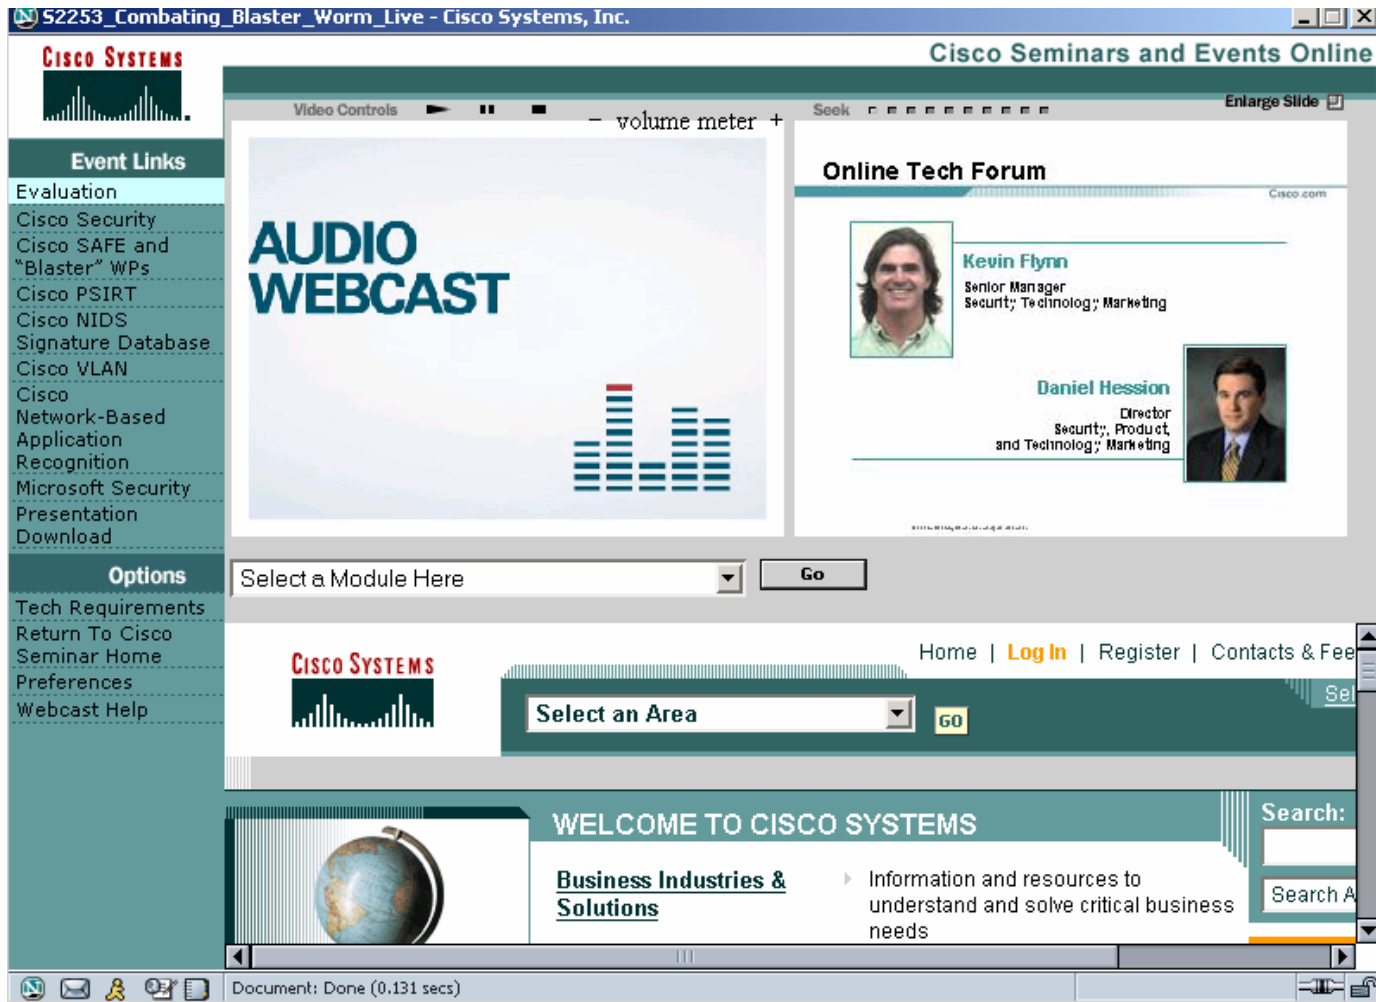 S2253_Combating_Blaster_Worm_Live - Cisco Systems, Inc.
CISCO SYSTEMS
Cisco Seminars and Events Online
Video Controls
− volume meter +
Seek
Enlarge Slide
Event Links
Evaluation
Cisco Security
Cisco SAFE and
"Blaster" WPs
Cisco PSIRT
Cisco NIDS
Signature Database
Cisco VLAN
Cisco
Network-Based
Application
Recognition
Microsoft Security
Presentation
Download
Options
Tech Requirements
Return To Cisco
Seminar Home
Preferences
Webcast Help
AUDIO
WEBCAST
Online Tech Forum
Cisco.com
Kevin Flynn
Senior Manager
Security Technology Marketing
Daniel Hession
Director
Security, Product,
and Technology Marketing
Select a Module Here
Go
CISCO SYSTEMS
Home | Log In | Register | Contacts & Fee
Sel
Select an Area
GO
WELCOME TO CISCO SYSTEMS
Search:
Business Industries &
Solutions
Information and resources to
understand and solve critical business
needs
Search A
Document: Done (0.131 secs)